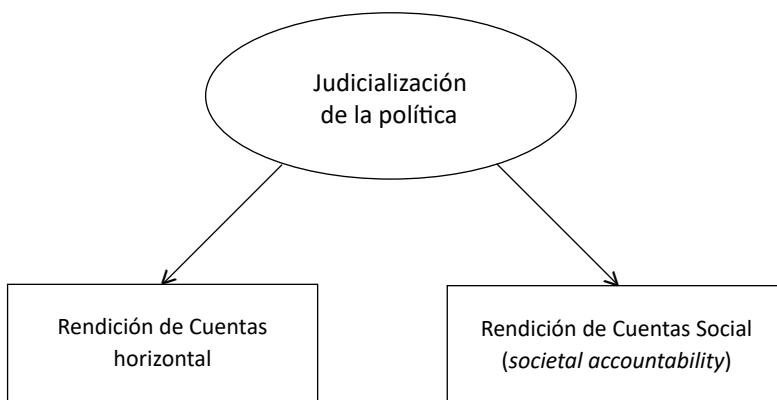 Judicialización
de la política
Rendición de Cuentas
horizontal
Rendición de Cuentas Social
(societal accountability)